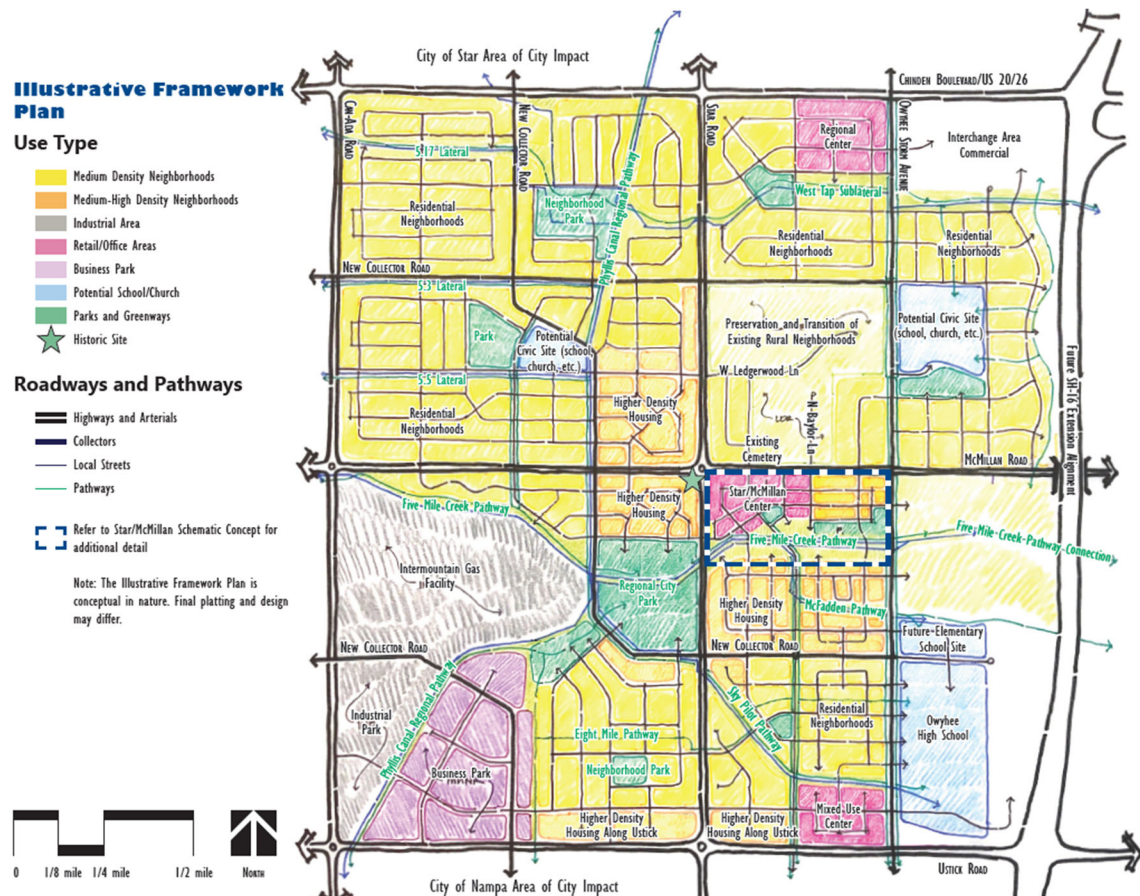 Illustrative Framework
Plan
Use Type
Medium Density Neighborhoods
Medium-High Density Neighborhoods
Industrial Area
Retail/Office Areas
Business Park
Potential School/Church
Parks and Greenways
Historic Site
Roadways and Pathways
Highways and Arterials
Collectors
Local Streets
Pathways
Refer to Star/McMillan Schematic Concept for
additional detail
Note: The Illustrative Framework Plan is
conceptual in nature. Final platting and design
may differ.
0 1/8 mile 1/4 mile 1/2 mile
North
City of Star Area of City Impact
Chinden Boulevard/US 20/26
Can-Ada Road
New Collector Road
Star Road
Owyhee Storm Avenue
Regional
Center
Interchange Area
Commercial
S.17 Lateral
Phyllis Canal Regional Pathway
West Tap Sublateral
Neighborhood
Park
Residential
Neighborhoods
Residential
Neighborhoods
Residential
Neighborhoods
New Collector Road
S.3 Lateral
Park
Potential
Civic Site (school,
church, etc.)
Preservation and Transition of
Existing Rural Neighborhoods
W Ledgerwood Ln
N Baylor Ln
Potential Civic Site
(school, church, etc.)
Future SH-16 Extension Alignment
S.5 Lateral
Residential
Neighborhoods
Higher Density
Housing
Existing
Cemetery
McMillan Road
Five Mile Creek Pathway
Higher Density
Housing
Star/McMillan
Center
Five Mile Creek Pathway
Five Mile Creek Pathway Connection
Intermountain Gas
Facility
Regional City
Park
Higher Density
Housing
McFadden Pathway
Future Elementary
School Site
New Collector Road
New Collector Road
Industrial
Park
Phyllis Canal Regional Pathway
Sky Pilot Pathway
Residential
Neighborhoods
Owyhee
High School
Eight Mile Pathway
Business Park
Neighborhood Park
Higher Density
Housing Along Ustick
Higher Density
Housing Along Ustick
Mixed Use
Center
Ustick Road
City of Nampa Area of City Impact